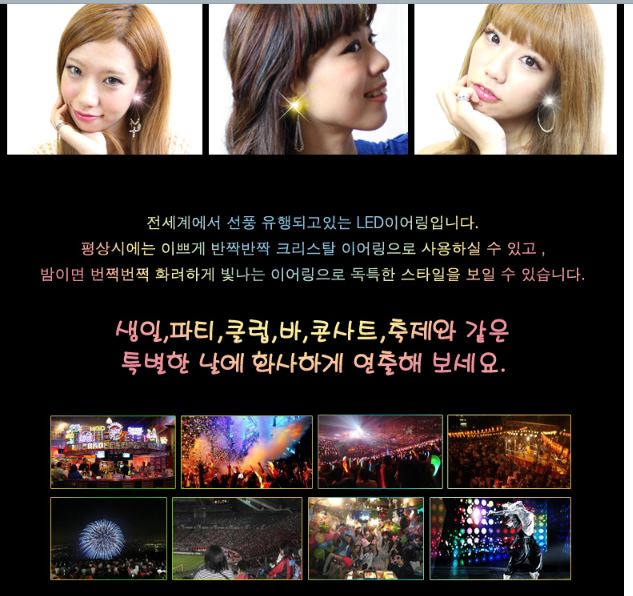 전세계에서 선풍 유행되고있는 LED이어링입니다.
평상시에는 이쁘게 반짝반짝 크리스탈 이어링으로 사용하실 수 있고 ,
밤이면 번쩍번쩍 화려하게 빛나는 이어링으로 독특한 스타일을 보일 수 있습니다.
생일,파티,클럽,바,콘사트,축제와 같은
특별한 날에 화사하게 연출해 보세요.